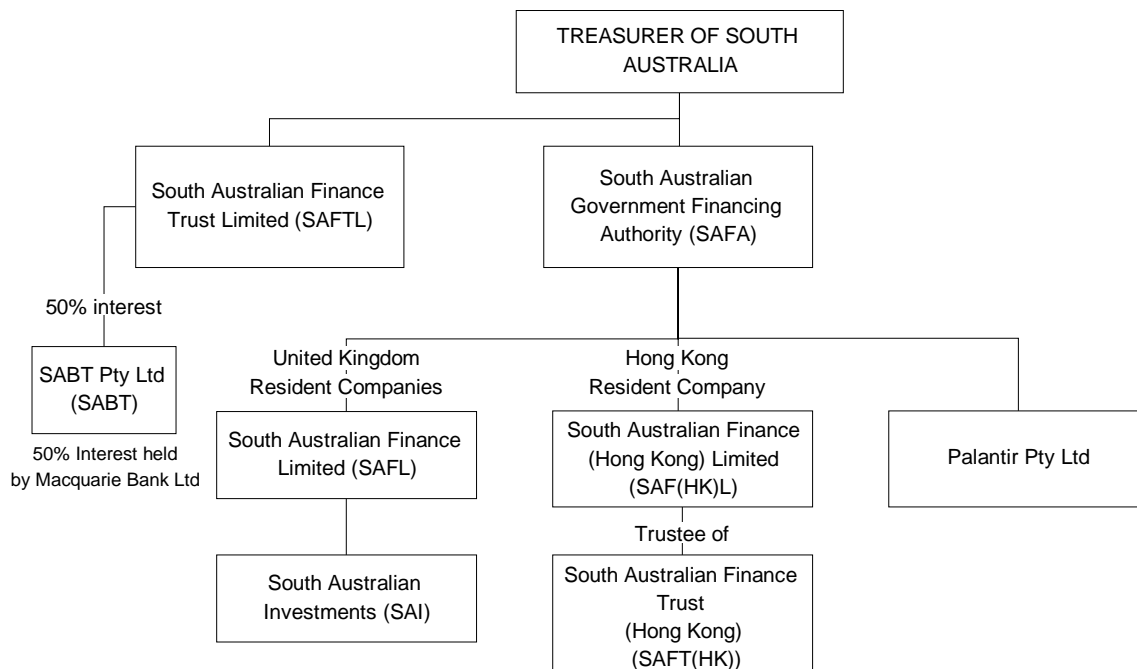 TREASURER OF SOUTH
AUSTRALIA
South Australian Finance
Trust Limited (SAFTL)
South Australian
Government Financing
Authority (SAFA)
50% interest
SABT Pty Ltd
(SABT)
50% Interest held
by Macquarie Bank Ltd
United Kingdom
Resident Companies
South Australian Finance
Limited (SAFL)
South Australian
Investments (SAI)
Hong Kong
Resident Company
South Australian Finance
(Hong Kong) Limited
(SAF(HK)L)
Trustee of
South Australian Finance
Trust
(Hong Kong)
(SAFT(HK))
Palantir Pty Ltd